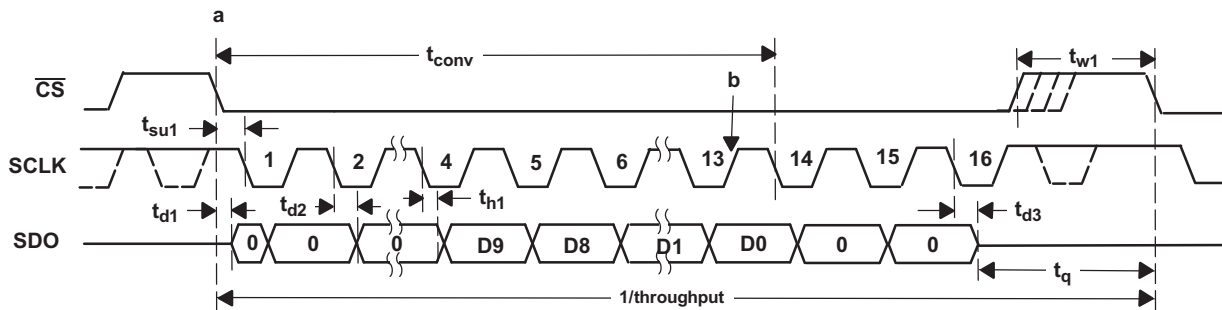 a
t_conv
t_w1
CS
b
t_su1
SCLK
1 2 4 5 6 13 14 15 16
t_d1
t_d2
t_h1
t_d3
SDO
0 0 0 D9 D8 D1 D0 0 0
t_q
1/throughput